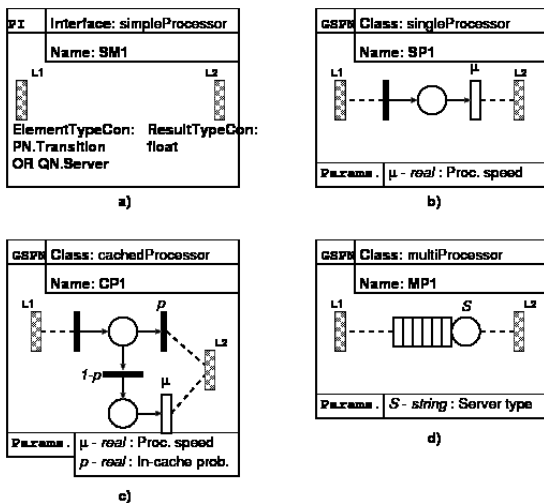 PI Interface: simpleProcessor
Name: SM1
L1 L2
ElementTypeCon: ResultTypeCon:
PN.Transition float
OR QN.Server
a)
GSPN Class: singleProcessor
Name: SP1
L1 μ L2
Params. μ - real : Proc. speed
b)
GSPN Class: cachedProcessor
Name: CP1
L1 p L2
1-p
μ
Params. μ - real : Proc. speed
p - real : In-cache prob.
c)
GSPN Class: multiProcessor
Name: MP1
L1 S L2
Params. S - string : Server type
d)